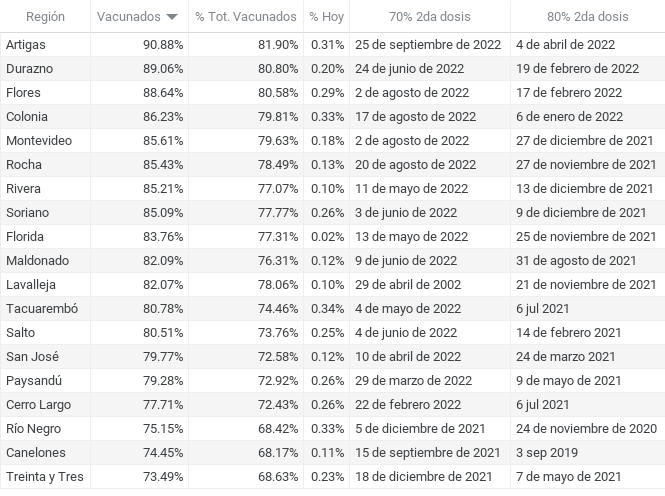 Región Vacunados % Tot. Vacunados % Hoy 70% 2da dosis 80% 2da dosis
Artigas 90.88% 81.90% 0.31% 25 de septiembre de 2022 4 de abril de 2022
Durazno 89.06% 80.80% 0.20% 24 de junio de 2022 19 de febrero de 2022
Flores 88.64% 80.58% 0.29% 2 de agosto de 2022 17 de febrero de 2022
Colonia 86.23% 79.81% 0.33% 17 de agosto de 2022 6 de enero de 2022
Montevideo 85.61% 79.63% 0.18% 2 de agosto de 2022 27 de diciembre de 2021
Rocha 85.43% 78.49% 0.13% 20 de agosto de 2022 27 de noviembre de 2021
Rivera 85.21% 77.07% 0.10% 11 de mayo de 2022 13 de diciembre de 2021
Soriano 85.09% 77.77% 0.26% 3 de junio de 2022 9 de diciembre de 2021
Florida 83.76% 77.31% 0.02% 13 de mayo de 2022 25 de noviembre de 2021
Maldonado 82.09% 76.31% 0.12% 9 de junio de 2022 31 de agosto de 2021
Lavalleja 82.07% 78.06% 0.10% 29 de abril de 2002 21 de noviembre de 2021
Tacuarembó 80.78% 74.46% 0.34% 4 de mayo de 2022 6 jul 2021
Salto 80.51% 73.76% 0.25% 4 de junio de 2022 14 de febrero de 2021
San José 79.77% 72.58% 0.12% 10 de abril de 2022 24 de marzo de 2021
Paysandú 79.28% 72.92% 0.26% 29 de marzo de 2022 9 de mayo de 2021
Cerro Largo 77.71% 72.43% 0.26% 22 de febrero de 2022 6 jul 2021
Río Negro 75.15% 68.42% 0.33% 5 de diciembre de 2021 24 de noviembre de 2020
Canelones 74.45% 68.17% 0.11% 15 de septiembre de 2021 3 sep 2019
Treinta y Tres 73.49% 68.63% 0.23% 18 de diciembre de 2021 7 de mayo de 2021